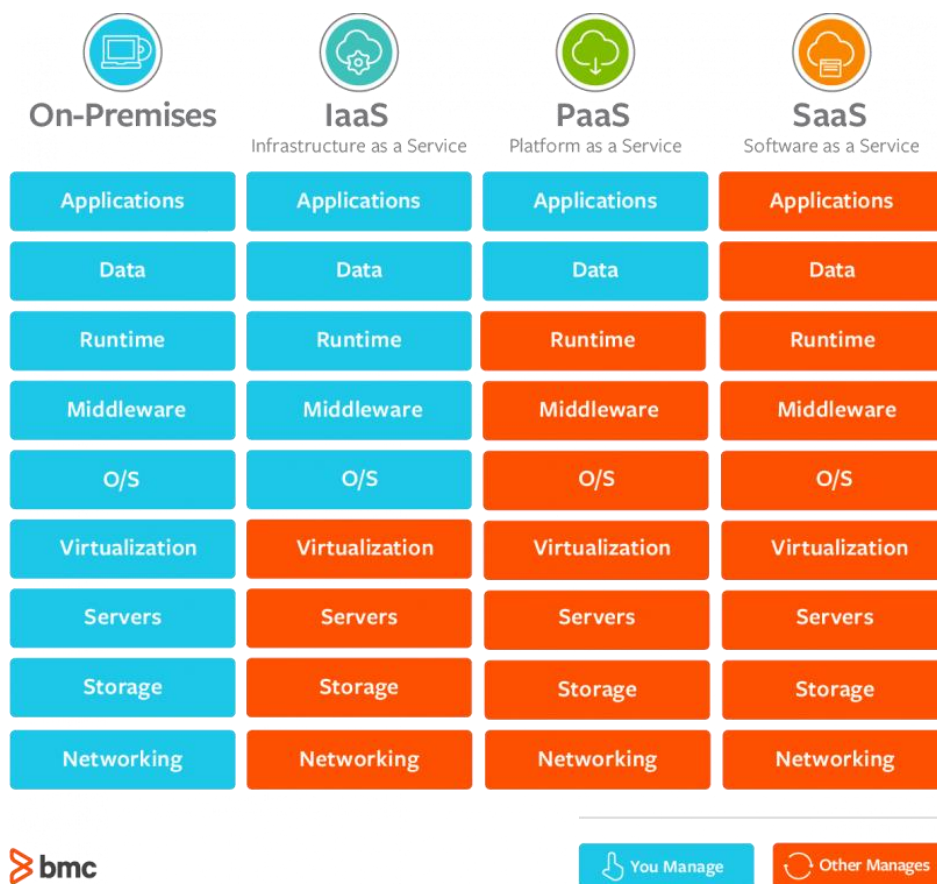 On-Premises
IaaS
Infrastructure as a Service
PaaS
Platform as a Service
SaaS
Software as a Service
Applications Applications Applications Applications
Data Data Data Data
Runtime Runtime Runtime Runtime
Middleware Middleware Middleware Middleware
O/S O/S O/S O/S
Virtualization Virtualization Virtualization Virtualization
Servers Servers Servers Servers
Storage Storage Storage Storage
Networking Networking Networking Networking
bmc
You Manage
Other Manages